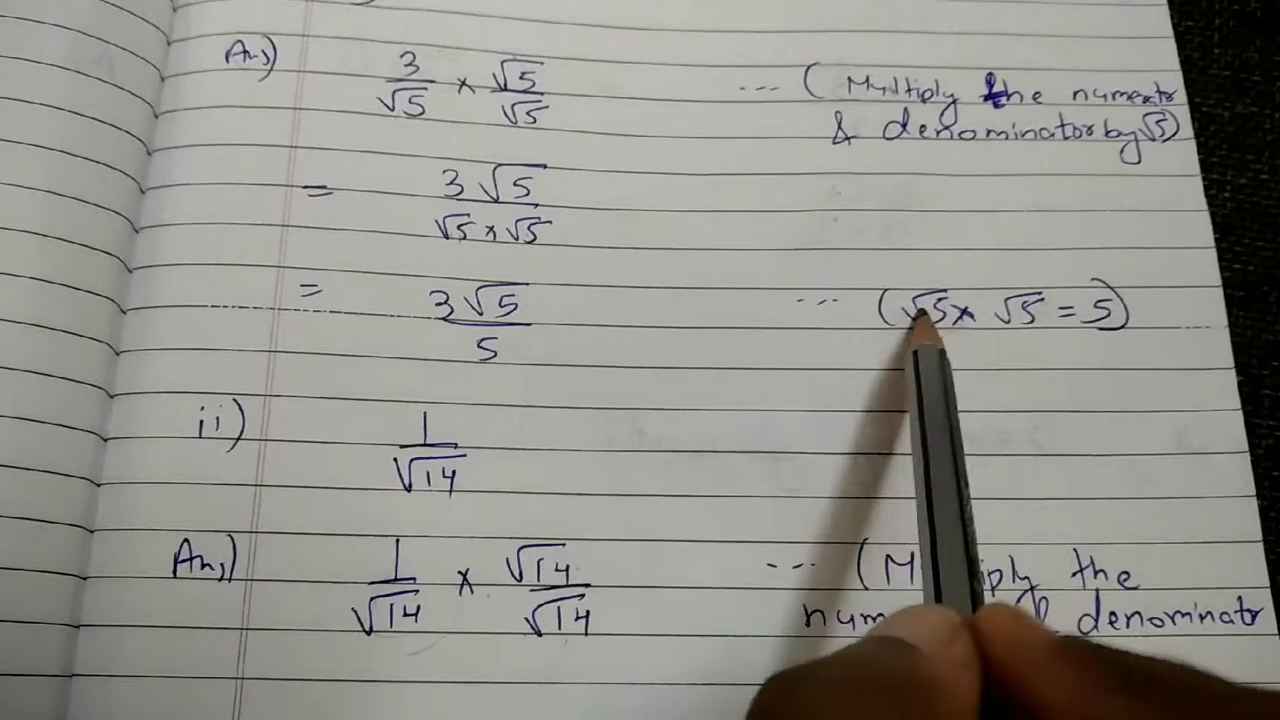 Ans) 3/√5 × √5/√5 --- ( Multiply the numerator
& denominator by √5)
= 3√5 / √5 × √5
= 3√5 / 5 --- (√5 × √5 = 5)
ii) 1/√14
Ans) 1/√14 × √14/√14 --- ( the
denominatr